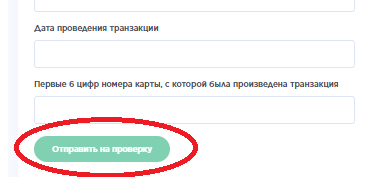 Дата проведения транзакции
Первые 6 цифр номера карты, с которой была произведена транзакция
Отправить на проверку